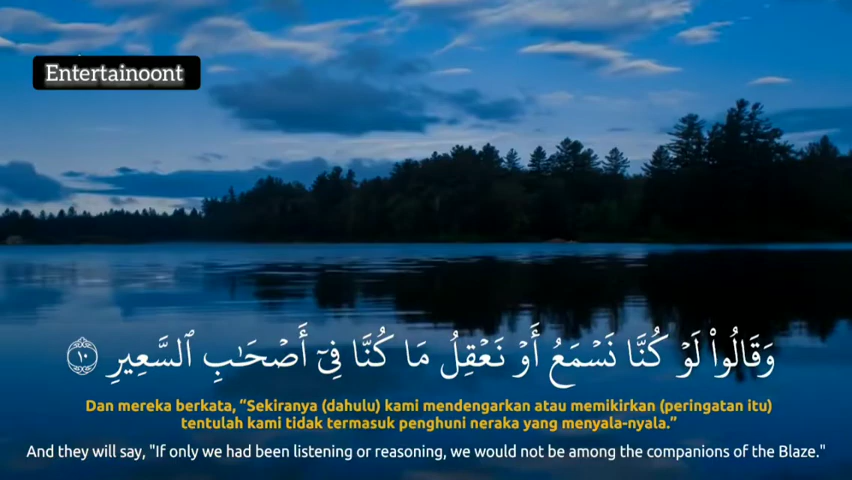 Entertainoont
وَقَالُوا۟ لَوْ كُنَّا نَسْمَعُ أَوْ نَعْقِلُ مَا كُنَّا فِىٓ أَصْحَـٰبِ ٱلسَّعِيرِ ١٠
Dan mereka berkata, “Sekiranya (dahulu) kami mendengarkan atau memikirkan (peringatan itu)
tentulah kami tidak termasuk penghuni neraka yang menyala-nyala.”
And they will say, "If only we had been listening or reasoning, we would not be among the companions of the Blaze."